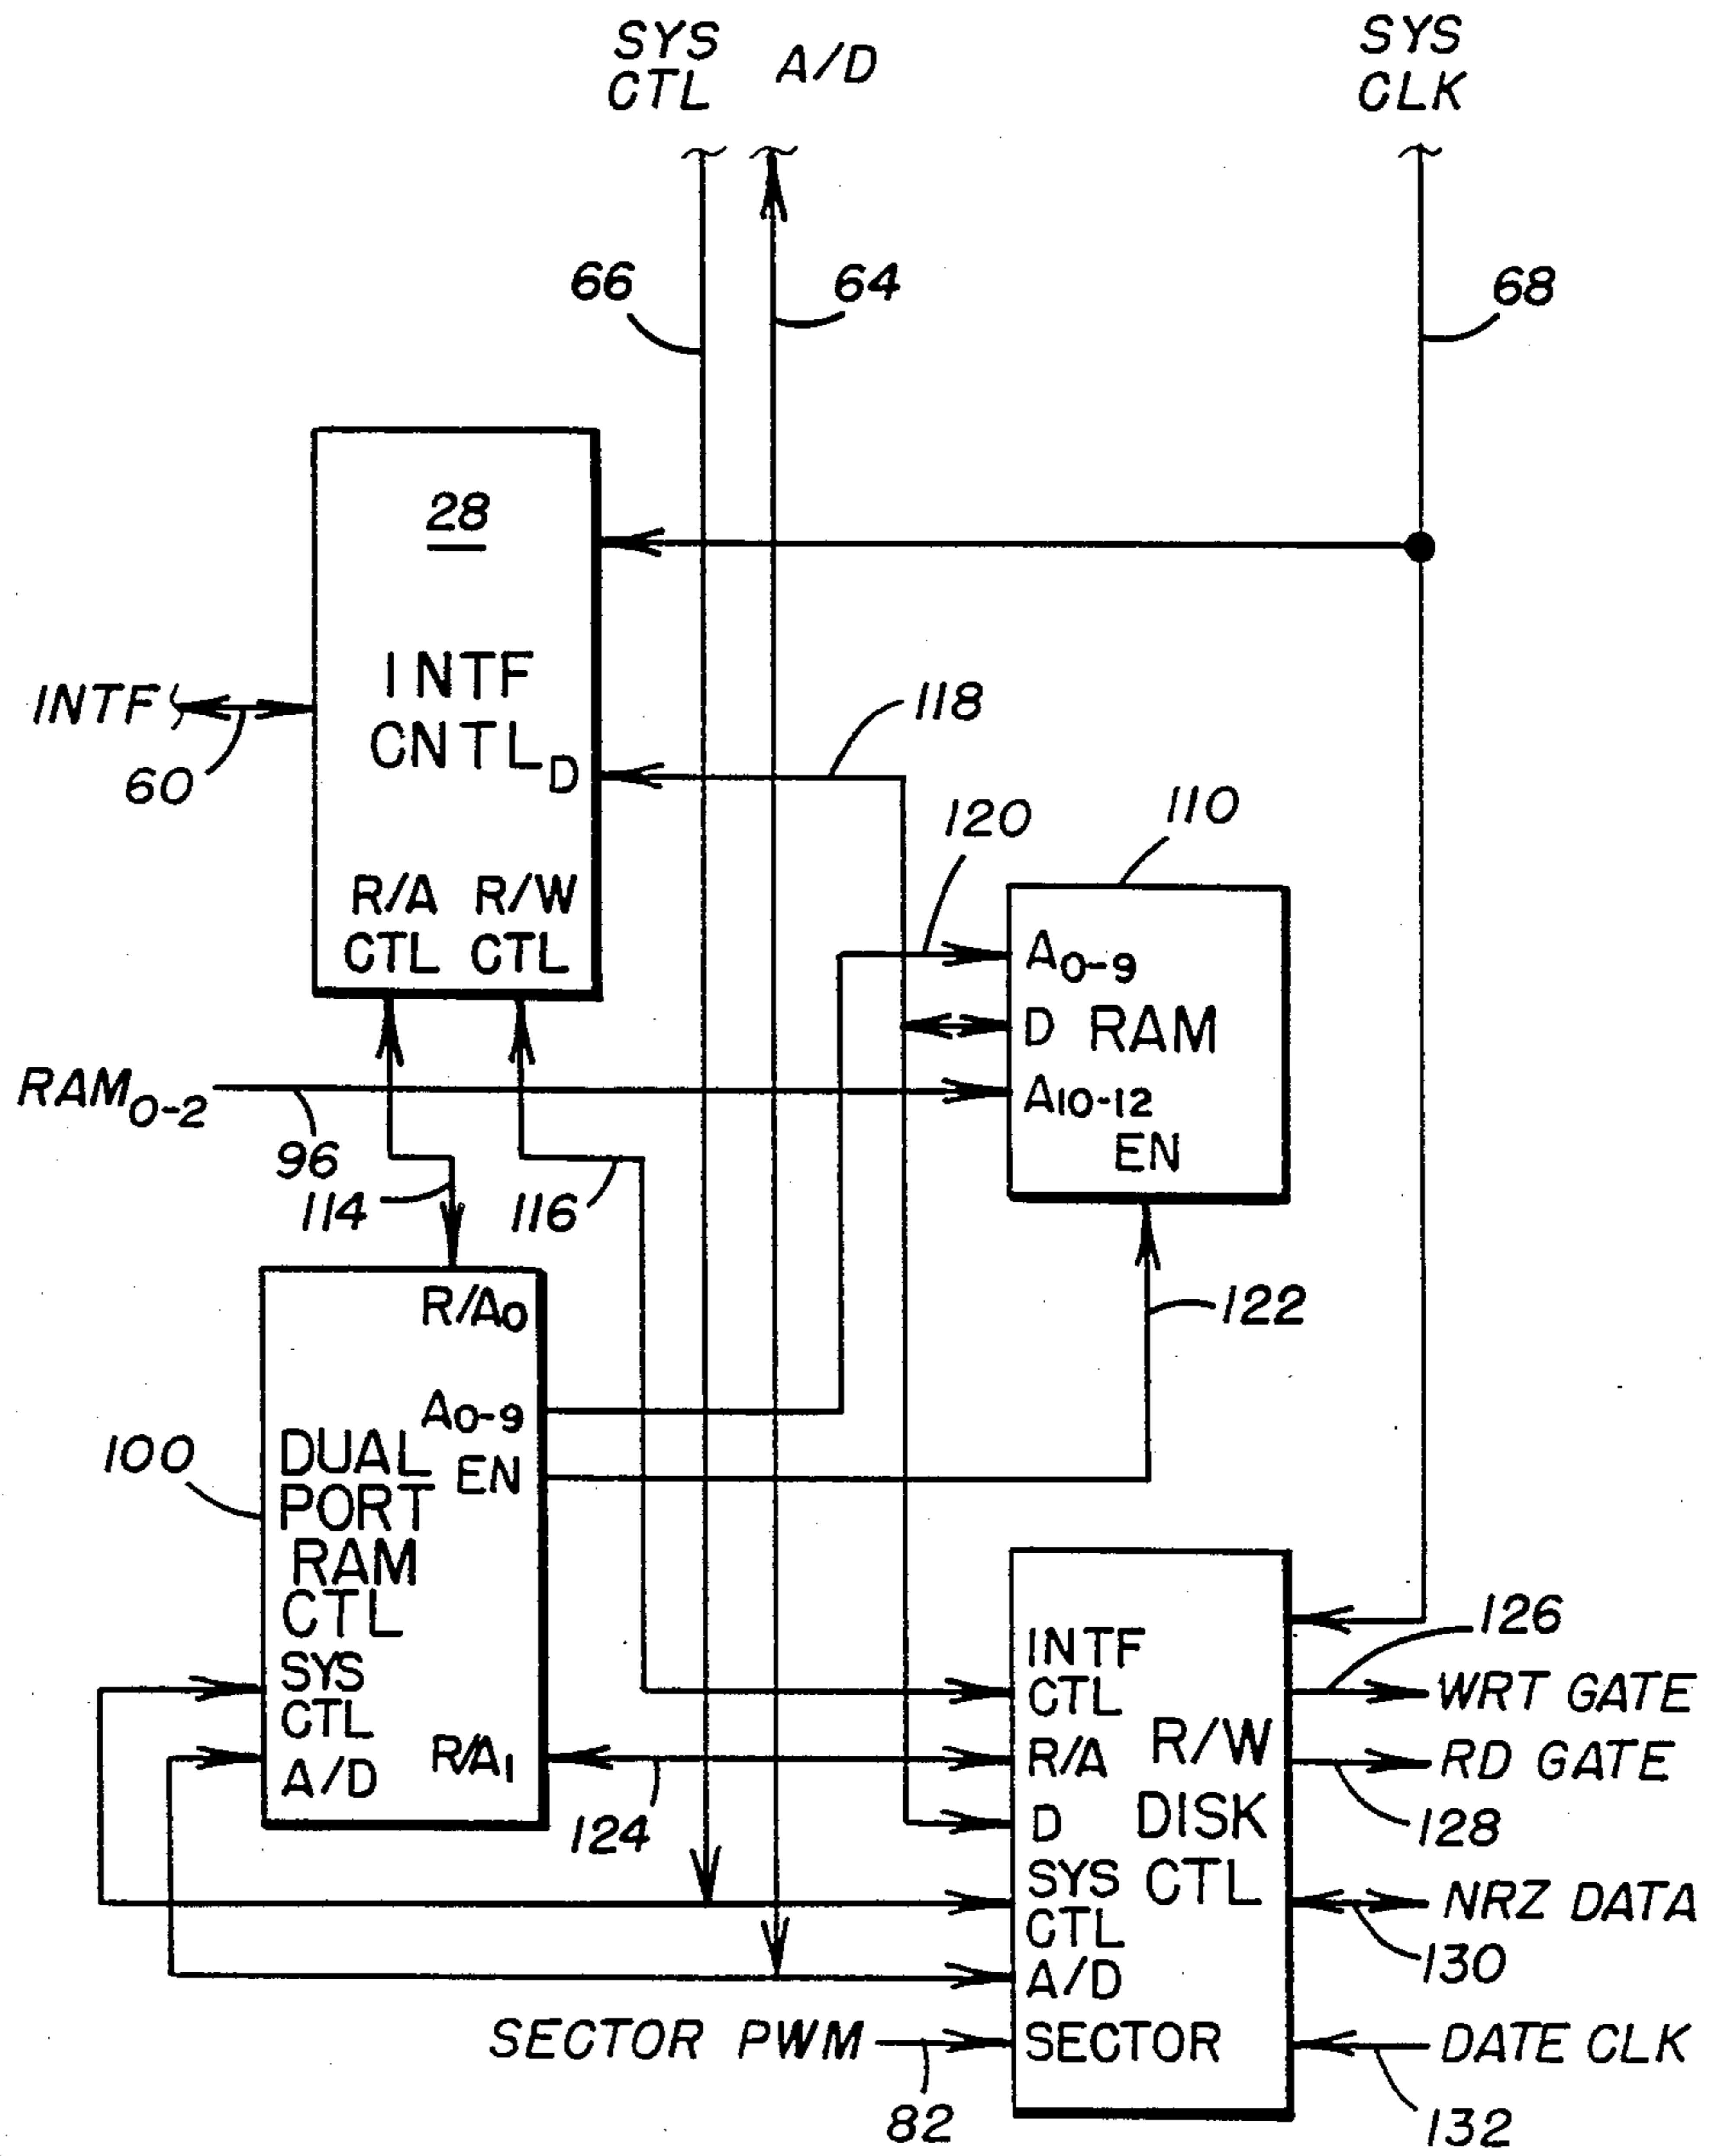 SYS
CTL
A/D
SYS
CLK
66
64
68
28
INTF
CNTL
D
INTF
60
118
120
110
R/A
CTL
R/W
CTL
A0-9
D RAM
A10-12
EN
RAM0-2
96
114
116
122
R/A0
A0-9
EN
100
DUAL
PORT
RAM
CTL
SYS
CTL
A/D
R/A1
124
INTF
CTL
R/A
D
SYS
CTL
A/D
SECTOR
R/W
DISK
CTL
126
WRT GATE
RD GATE
128
NRZ DATA
130
SECTOR PWM
82
DATE CLK
132